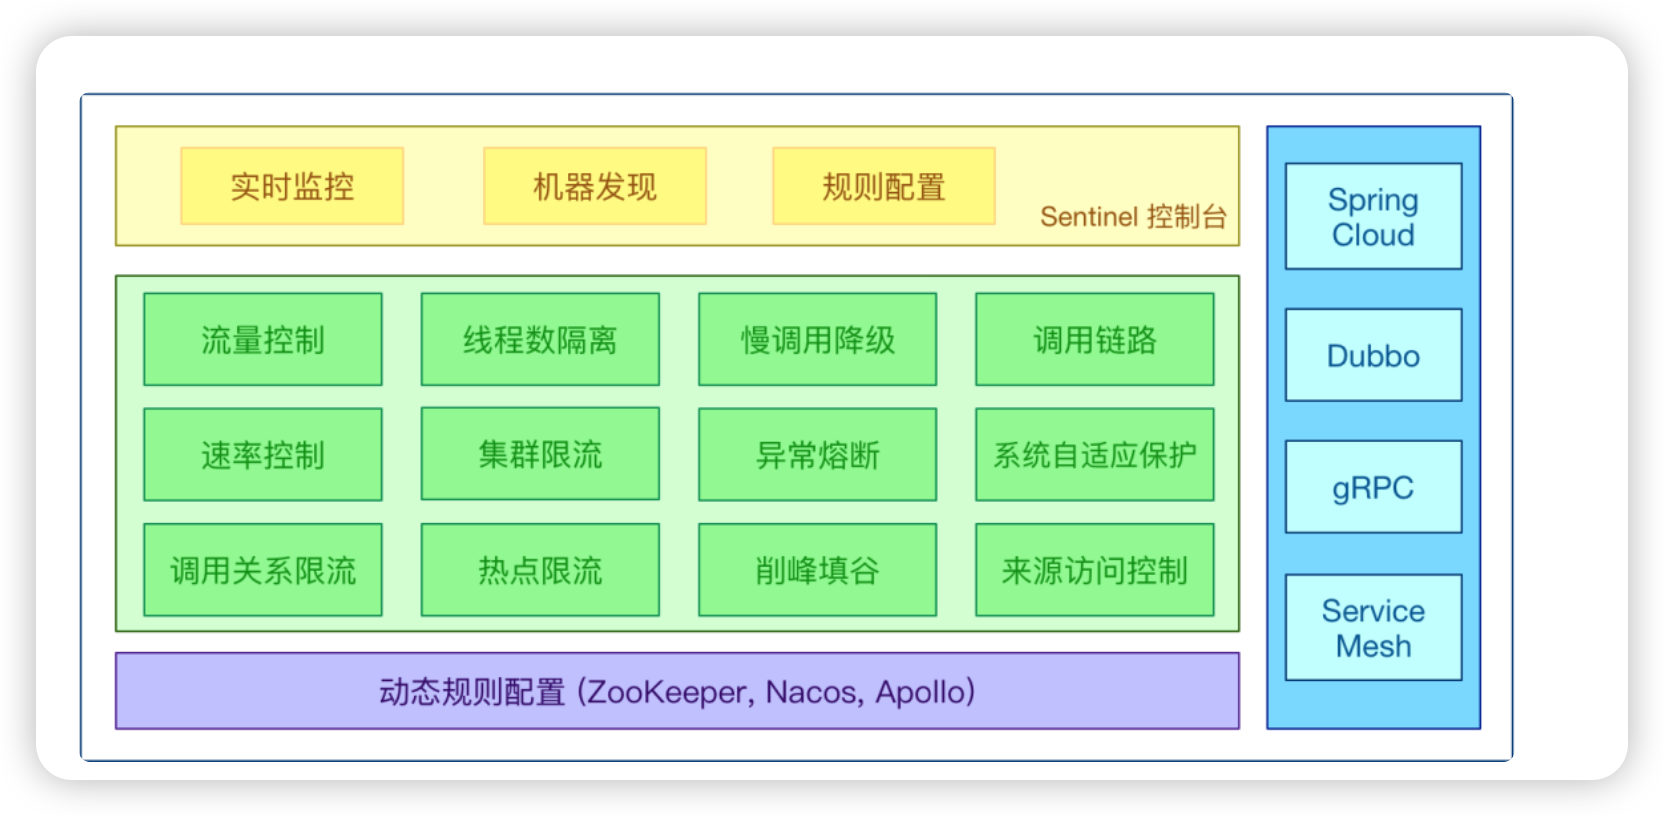 实时监控
机器发现
规则配置
Sentinel 控制台
流量控制
线程数隔离
慢调用降级
调用链路
速率控制
集群限流
异常熔断
系统自适应保护
调用关系限流
热点限流
削峰填谷
来源访问控制
动态规则配置 (ZooKeeper, Nacos, Apollo)
Spring
Cloud
Dubbo
gRPC
Service
Mesh